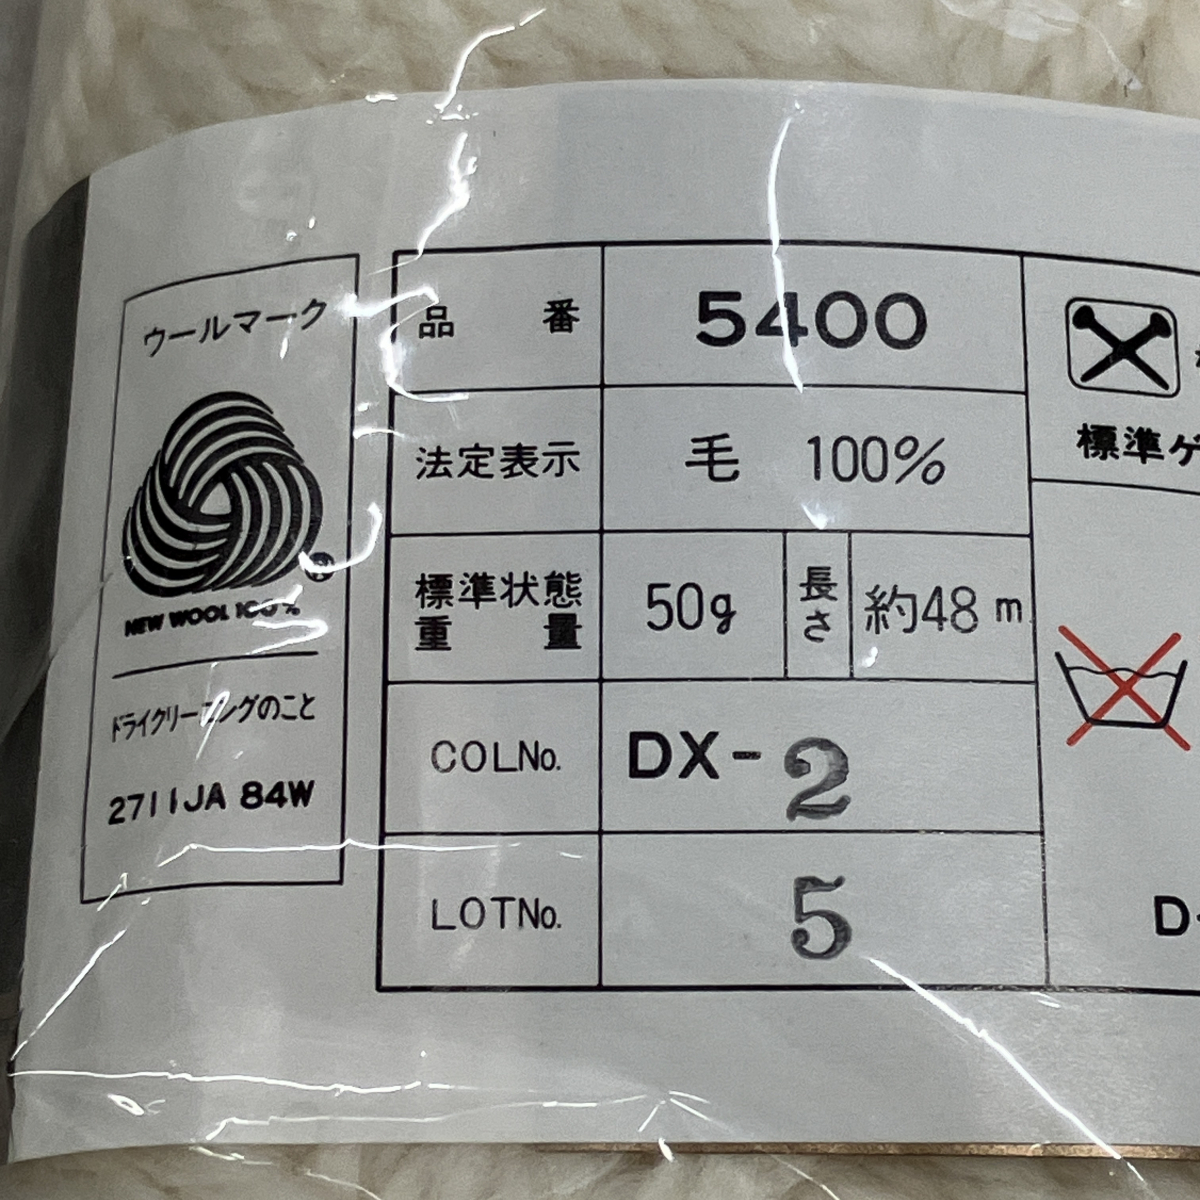 ウールマーク
NEW WOOL 100%
ドライクリーニングのこと
2711JA 84W
品番 5400
法定表示 毛 100%
標準状態重量 50g 長さ 約48m
COLNo. DX-2
LOTNo. 5
標準ゲ
D-